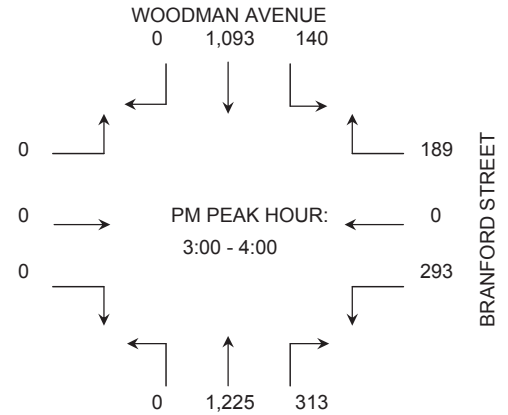 WOODMAN AVENUE
0 1,093 140
0 189
0 PM PEAK HOUR: 0
3:00 - 4:00
0 293
BRANFORD STREET
0 1,225 313